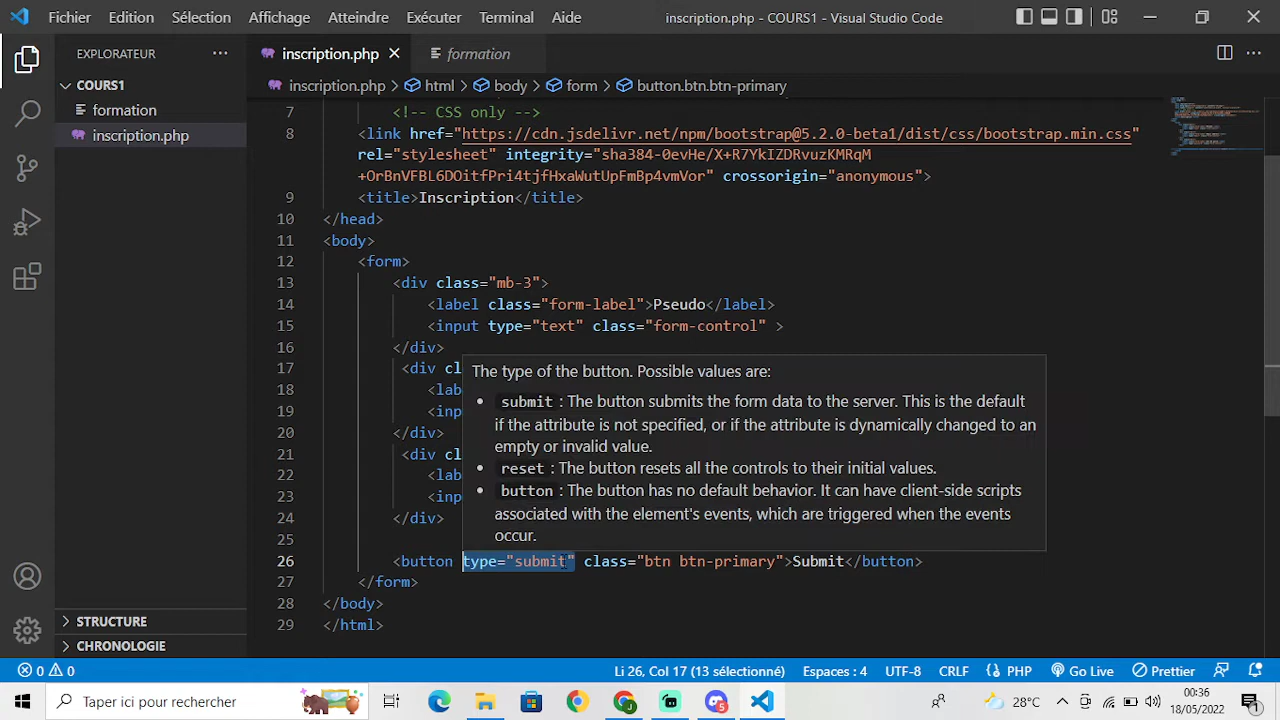 Fichier Edition Sélection Affichage Atteindre Exécuter Terminal Aide inscription.php - COURS1 - Visual Studio Code
EXPLORATEUR
COURS1
formation
inscription.php
inscription.php formation
inscription.php > html > body > form > button.btn.btn-primary
7 <!-- CSS only -->
8 <link href="https://cdn.jsdelivr.net/npm/bootstrap@5.2.0-beta1/dist/css/bootstrap.min.css"
rel="stylesheet" integrity="sha384-0evHe/X+R7YkIZDRvuzKMRqM
+OrBnVFBL6DOitfPri4tjfHxaWutUpFmBp4vmVor" crossorigin="anonymous">
9 <title>Inscription</title>
10 </head>
11 <body>
12 <form>
13 <div class="mb-3">
14 <label class="form-label">Pseudo</label>
15 <input type="text" class="form-control" >
16 </div>
17 <div cl
18 <lab
19 <inp
20 </div>
21 <div cl
22 <lab
23 <inp
24 </div>
25
26 <button type="submit" class="btn btn-primary">Submit</button>
27 </form>
28 </body>
29 </html>
The type of the button. Possible values are:
• submit : The button submits the form data to the server. This is the default
if the attribute is not specified, or if the attribute is dynamically changed to an
empty or invalid value.
• reset : The button resets all the controls to their initial values.
• button : The button has no default behavior. It can have client-side scripts
associated with the element's events, which are triggered when the events
occur.
STRUCTURE
CHRONOLOGIE
0 0 Li 26, Col 17 (13 sélectionné) Espaces : 4 UTF-8 CRLF PHP Go Live Prettier
Taper ici pour rechercher
5
28°C
00:36
18/05/2022
1